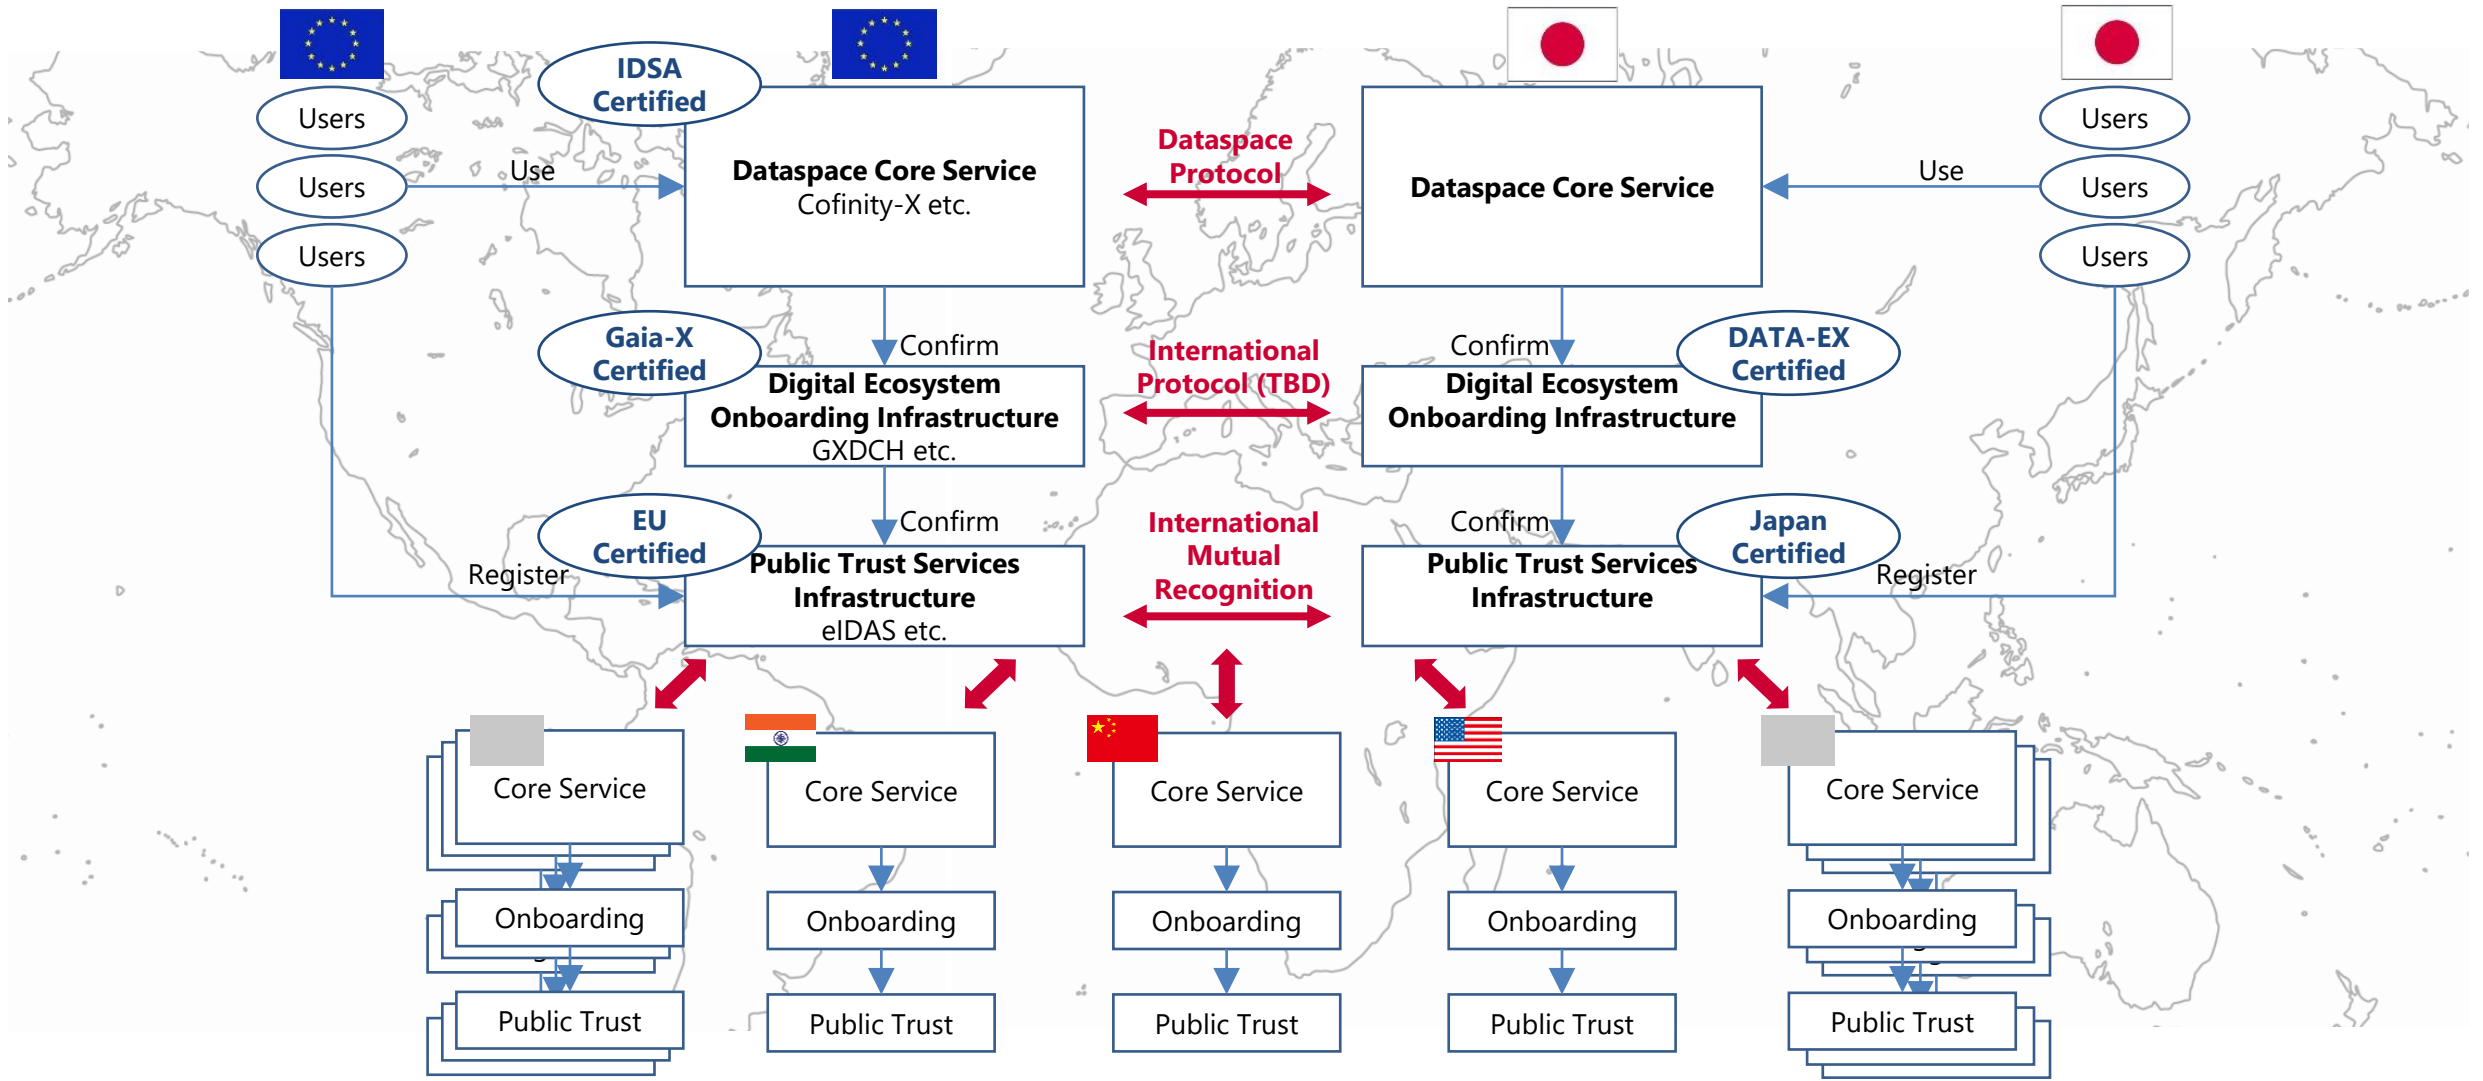 IDSA
Certified
Users
Users
Users
Use
Dataspace Core Service
Cofinity-X etc.
Dataspace
Protocol
Dataspace Core Service
Use
Users
Users
Users
Gaia-X
Certified
Confirm
Digital Ecosystem
Onboarding Infrastructure
GXDCH etc.
International
Protocol (TBD)
Confirm
DATA-EX
Certified
Digital Ecosystem
Onboarding Infrastructure
EU
Certified
Confirm
Register
Public Trust Services
Infrastructure
eIDAS etc.
International
Mutual
Recognition
Confirm
Japan
Certified
Register
Public Trust Services
Infrastructure
Core Service
Core Service
Core Service
Core Service
Core Service
Onboarding
Onboarding
Onboarding
Onboarding
Onboarding
Public Trust
Public Trust
Public Trust
Public Trust
Public Trust